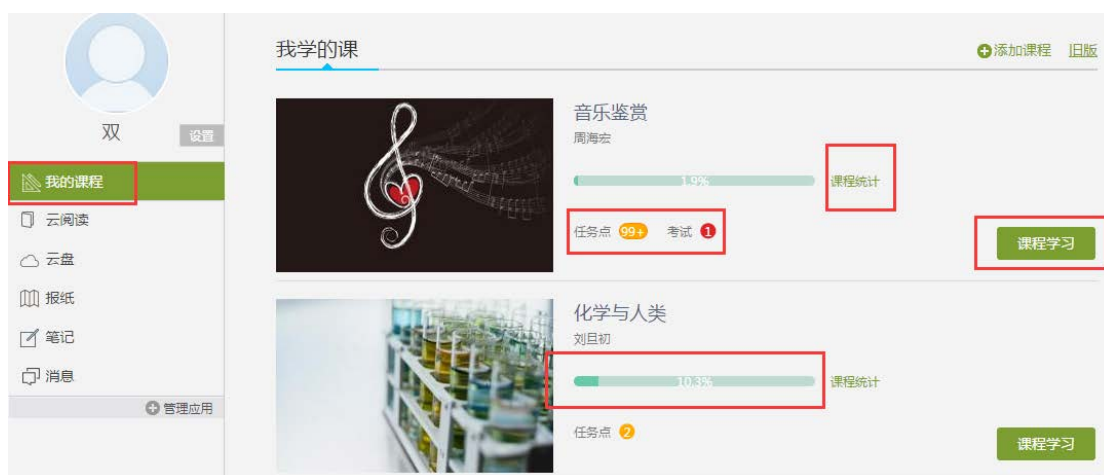 双
设置
我的课程
云阅读
云盘
报纸
笔记
消息
管理应用
我学的课
添加课程 旧版
音乐鉴赏
周海宏
1.9% 课程统计
任务点 99+ 考试 1
课程学习
化学与人类
刘旦初
10.3% 课程统计
任务点 2
课程学习